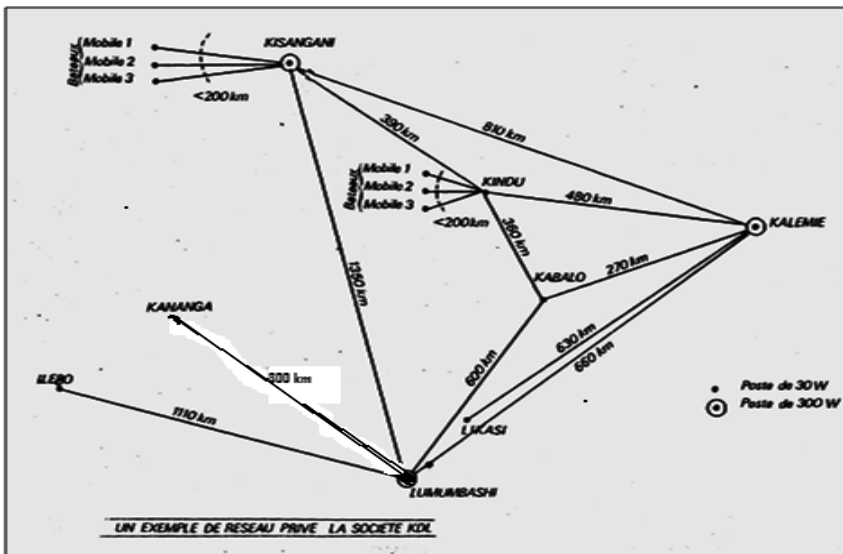 KISANGANI
Bateaux
Mobile 1
Mobile 2
Mobile 3
<200km
390 km
810 km
Bateaux
Mobile 1
Mobile 2
Mobile 3
<200km
KINDU
480 km
KALEMIE
360 km
270 km
KABALO
1350 km
KANANGA
800 km
600 km
630 km
660 km
ILEBO
1110 km
LIKASI
LUMUMBASHI
Poste de 30 W
Poste de 300 W
UN EXEMPLE DE RESEAU PRIVE LA SOCIETE KDL